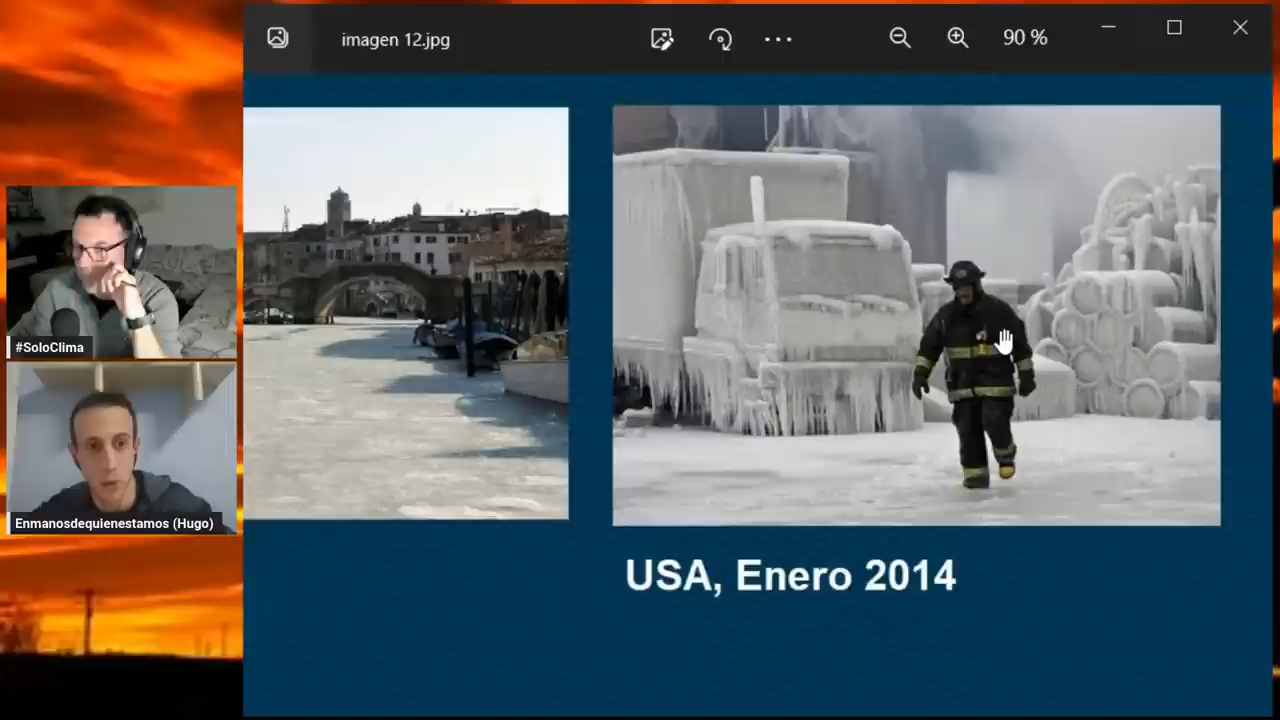 imagen 12.jpg
90 %
#SoloClima
Enmanosdequienestamos (Hugo)
USA, Enero 2014